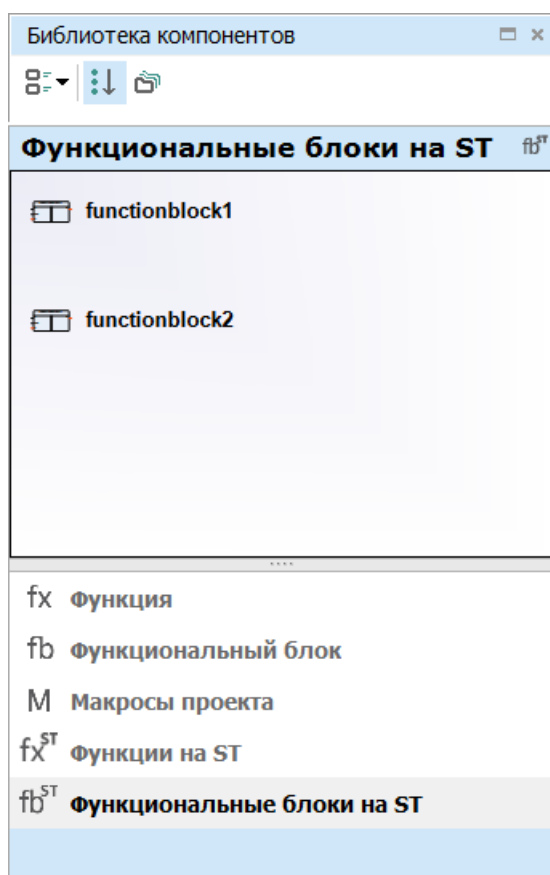 Библиотека компонентов
Функциональные блоки на ST fbST
functionblock1
functionblock2
fx Функция
fb Функциональный блок
M Макросы проекта
fxST Функции на ST
fbST Функциональные блоки на ST